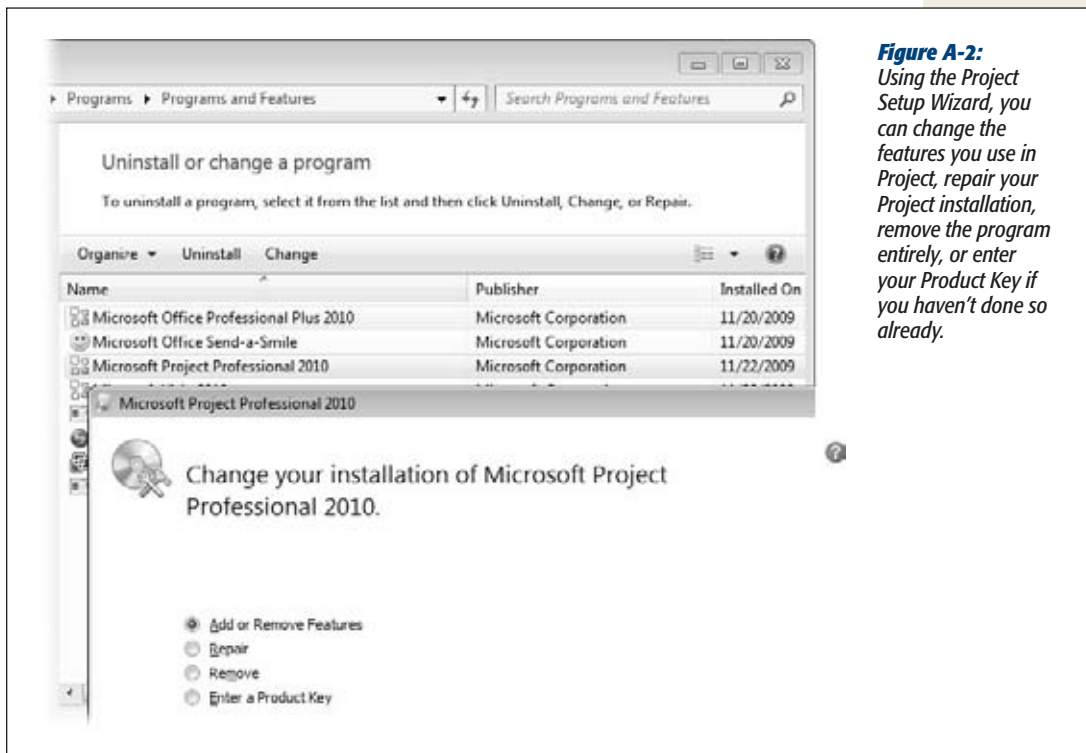 Programs ▸ Programs and Features
Search Programs and Features
Uninstall or change a program
To uninstall a program, select it from the list and then click Uninstall, Change, or Repair.
Organize Uninstall Change
Name Publisher Installed On
Microsoft Office Professional Plus 2010 Microsoft Corporation 11/20/2009
Microsoft Office Send-a-Smile Microsoft Corporation 11/20/2009
Microsoft Project Professional 2010 Microsoft Corporation 11/22/2009
Microsoft Project Professional 2010
Change your installation of Microsoft Project
Professional 2010.
Add or Remove Features
Repair
Remove
Enter a Product Key
Figure A-2:
Using the Project
Setup Wizard, you
can change the
features you use in
Project, repair your
Project installation,
remove the program
entirely, or enter
your Product Key if
you haven't done so
already.